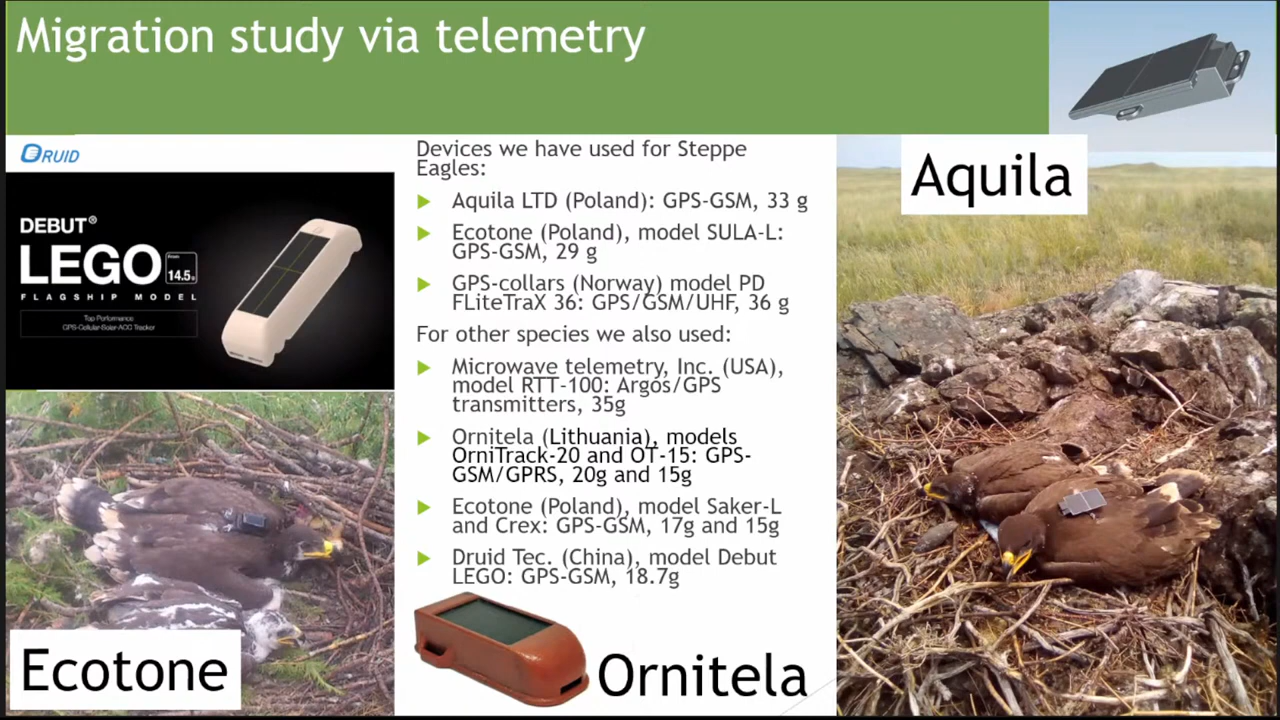 Migration study via telemetry
DRUID
DEBUT®
LEGO
14.5g
FLAGSHIP MODEL
Top Performance
GPS-Cellular-Solar-ACC Tracker
Devices we have used for Steppe
Eagles:
Aquila LTD (Poland): GPS-GSM, 33 g
Ecotone (Poland), model SULA-L:
GPS-GSM, 29 g
GPS-collars (Norway) model PD
FLiteTraX 36: GPS/GSM/UHF, 36 g
For other species we also used:
Microwave telemetry, Inc. (USA),
model RTT-100: Argos/GPS
transmitters, 35g
Ornitela (Lithuania), models
OrniTrack-20 and OT-15: GPS-
GSM/GPRS, 20g and 15g
Ecotone (Poland), model Saker-L
and Crex: GPS-GSM, 17g and 15g
Druid Tec. (China), model Debut
LEGO: GPS-GSM, 18.7g
Aquila
Ecotone
Ornitela